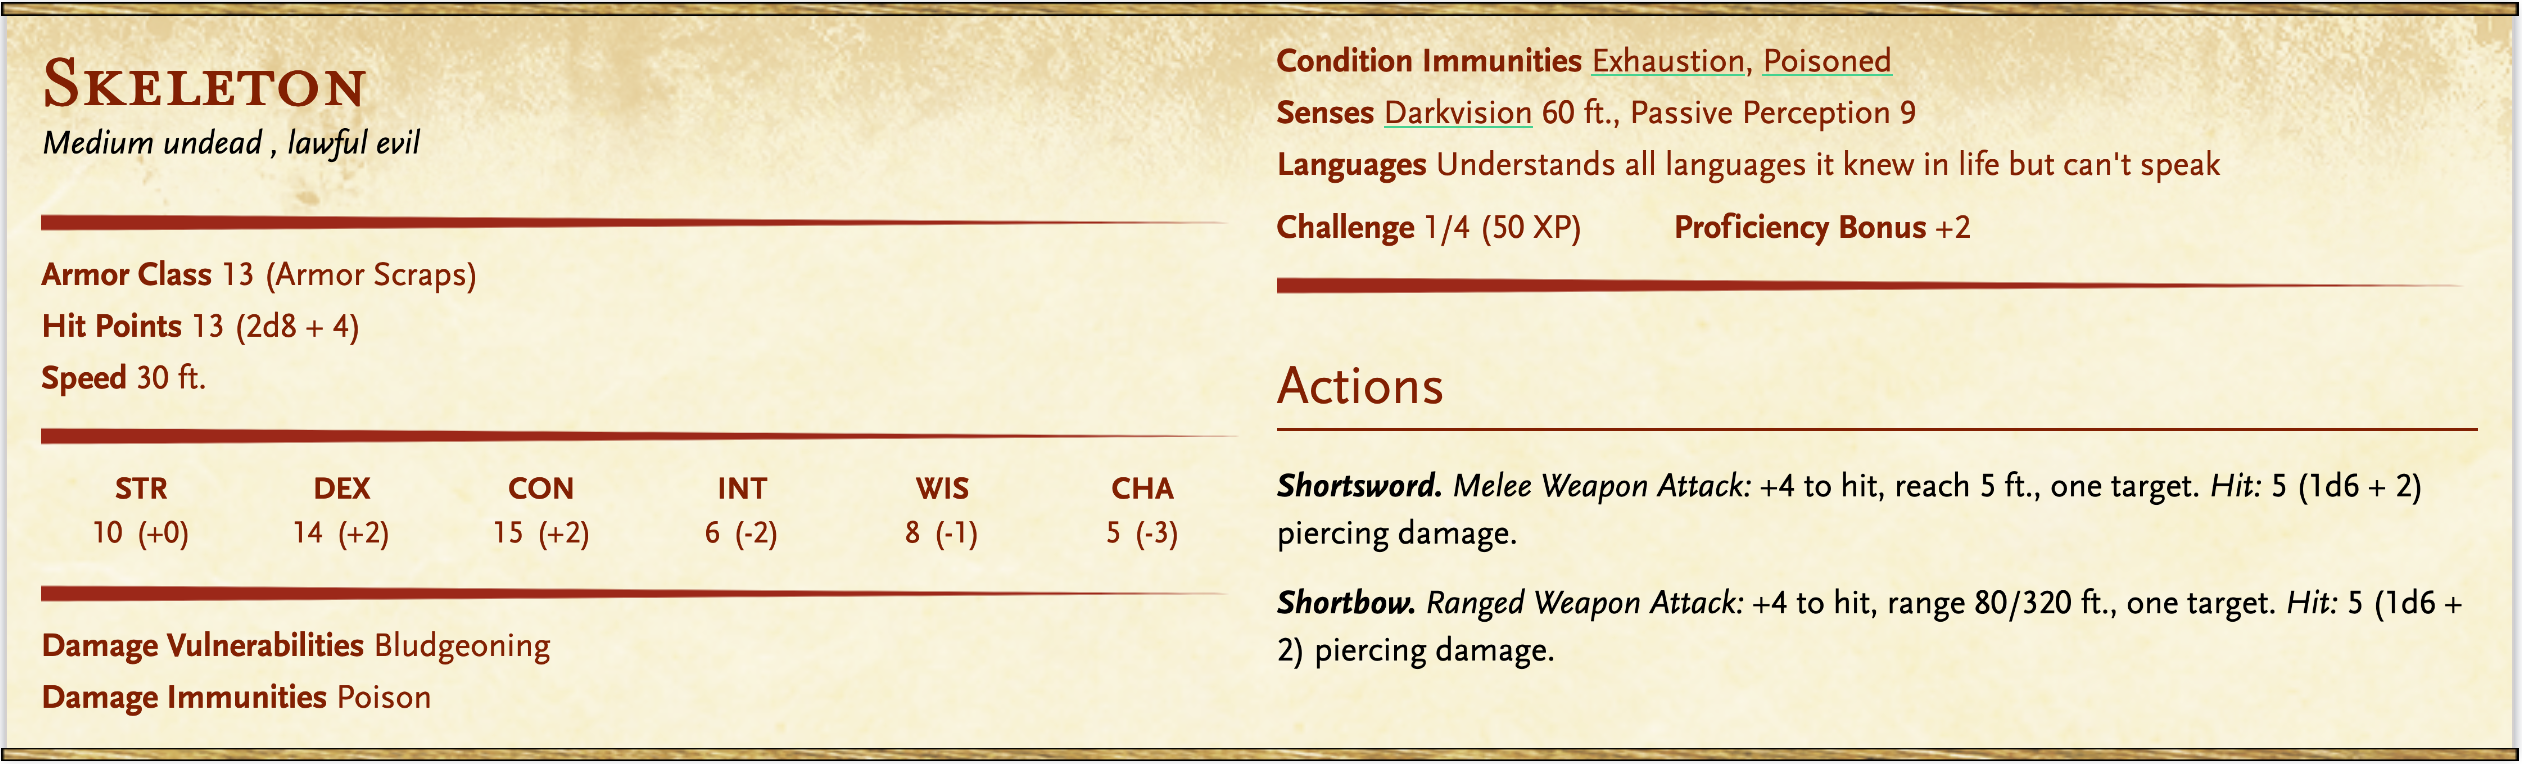 Skeleton
Medium undead , lawful evil
Armor Class 13 (Armor Scraps)
Hit Points 13 (2d8 + 4)
Speed 30 ft.
STR DEX CON INT WIS CHA
10 (+0) 14 (+2) 15 (+2) 6 (-2) 8 (-1) 5 (-3)
Damage Vulnerabilities Bludgeoning
Damage Immunities Poison
Condition Immunities Exhaustion, Poisoned
Senses Darkvision 60 ft., Passive Perception 9
Languages Understands all languages it knew in life but can't speak
Challenge 1/4 (50 XP) Proficiency Bonus +2
Actions
Shortsword. Melee Weapon Attack: +4 to hit, reach 5 ft., one target. Hit: 5 (1d6 + 2)
piercing damage.
Shortbow. Ranged Weapon Attack: +4 to hit, range 80/320 ft., one target. Hit: 5 (1d6 +
2) piercing damage.